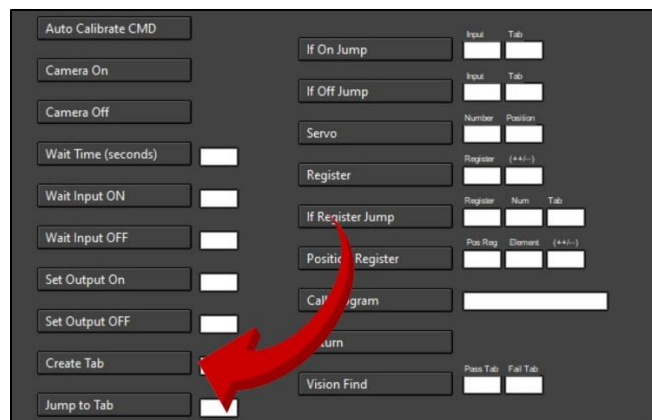 Auto Calibrate CMD
Camera On
Camera Off
Wait Time (seconds)
Wait Input ON
Wait Input OFF
Set Output On
Set Output OFF
Create Tab
Jump to Tab
Input Tab
If On Jump
Input Tab
If Off Jump
Number Position
Servo
Register (++/--)
Register
Register Num Tab
If Register Jump
Pos Reg Element (++/--)
Position Register
Pass Tab Fail Tab
Vision Find